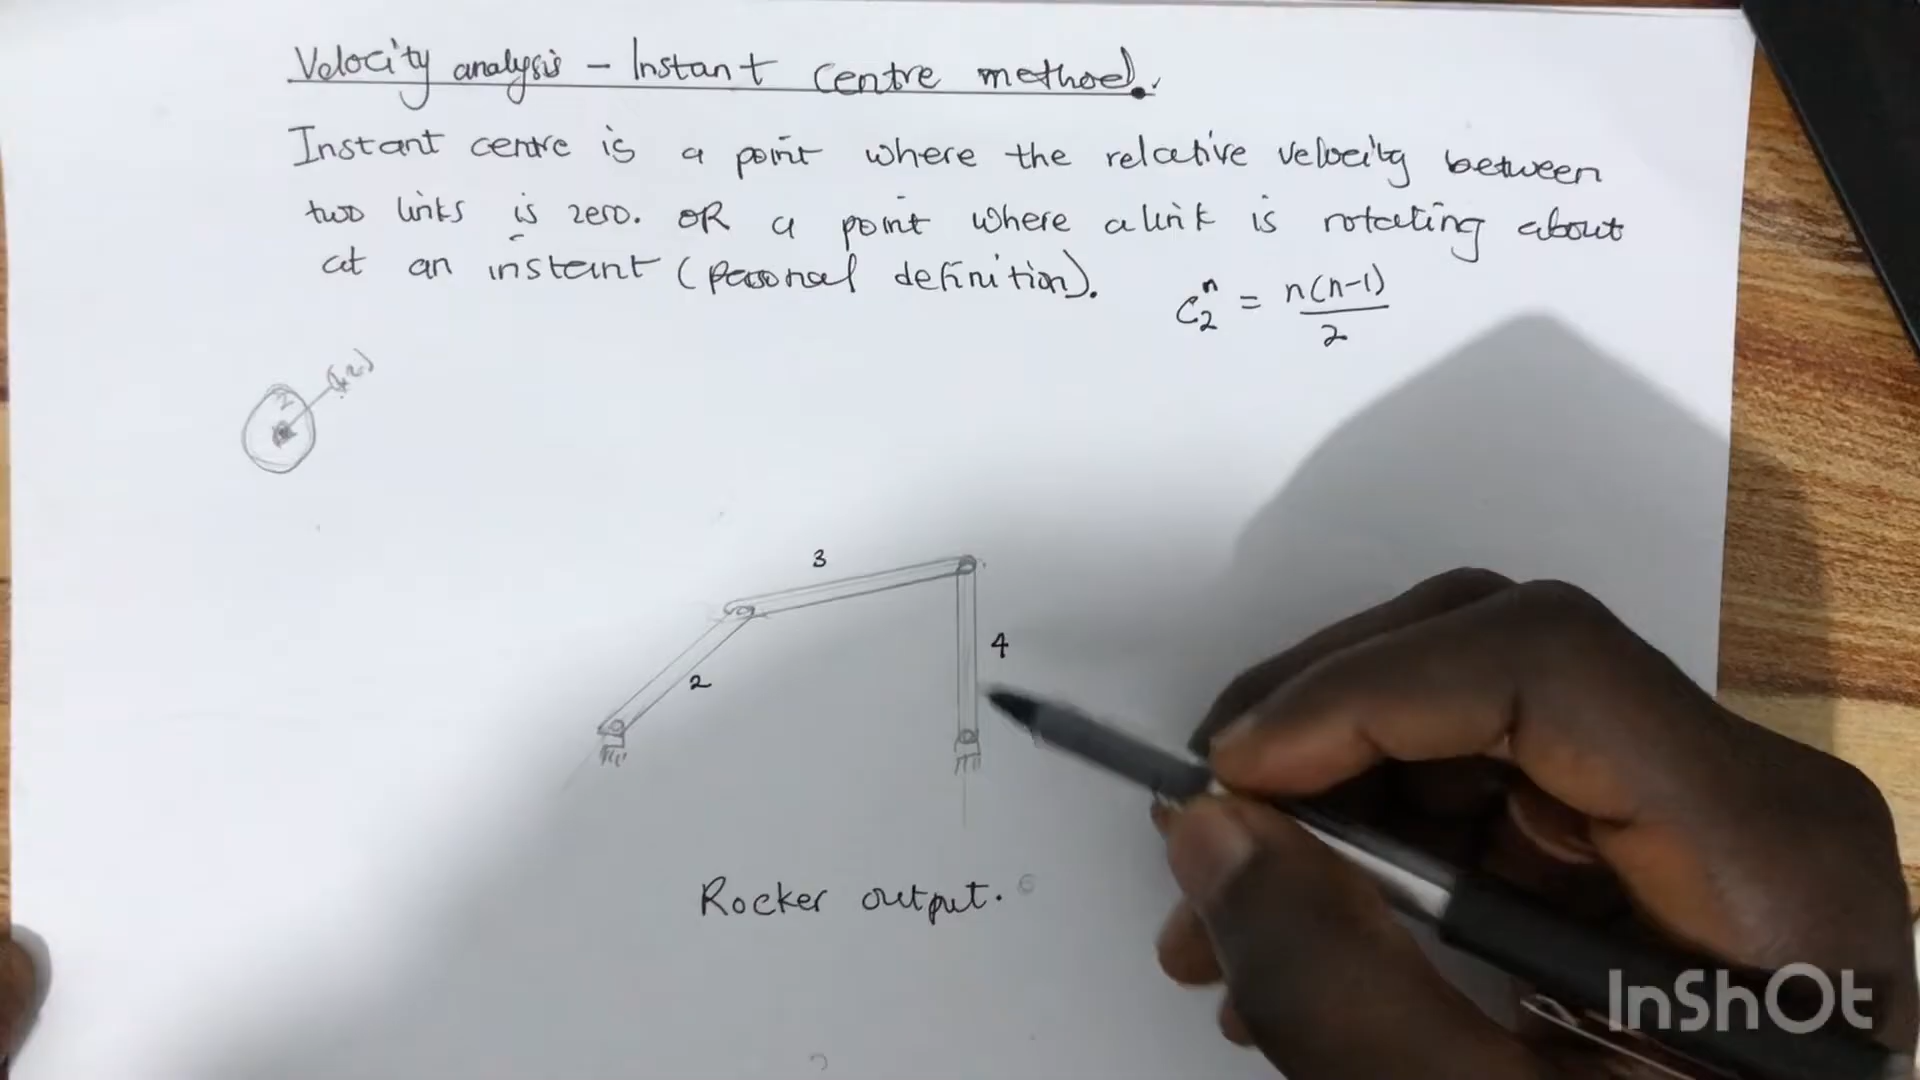 Velocity analysis - Instant centre method.
Instant centre is a point where the relative velocity between
two links is zero. OR a point where a link is rotating about
at an instant (personal definition).
C₂ⁿ = n(n-1)/2
2
3
4
2
Rocker output.
InShOt